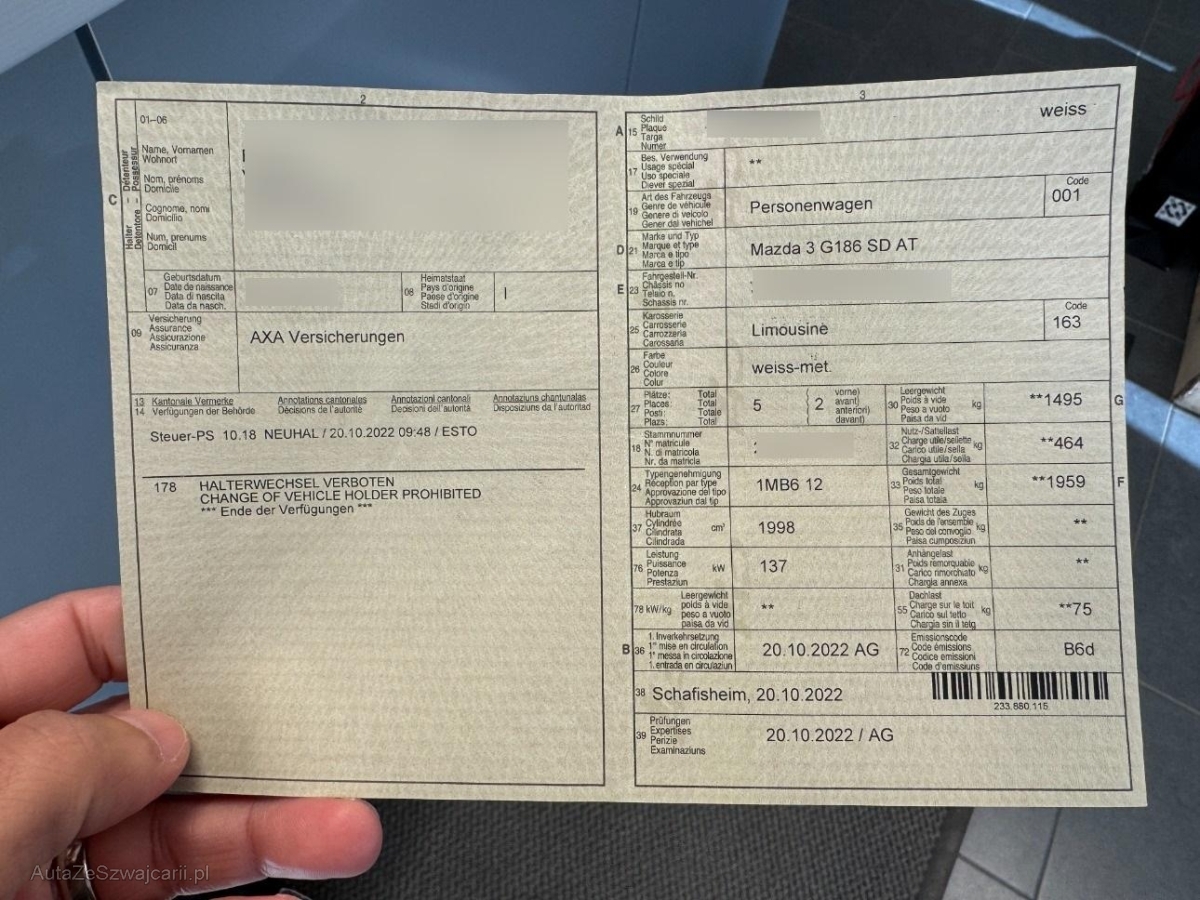 2
01–06
C
Halter – Détenteur
Detentore – Possessur
Name, Vornamen
Wohnort
Nom, prénoms
Domicile
Cognome, nomi
Domicilio
Num, prenums
Domicil
07
Geburtsdatum
Date de naissance
Data di nascita
Data da nasch.
08
Heimatstaat
Pays d'origine
Paese d'origine
Stadi d'origin
09
Versicherung
Assurance
Assicurazione
Assicuranza
AXA Versicherungen
13 Kantonale Vermerke Annotations cantonales Annotazioni cantonali Annotaziuns chantunalas
14 Verfügungen der Behörde Décisions de l'autorité Decisioni dell'autorità Disposiziuns da l'autoritad
Steuer-PS 10.18 NEUHAL / 20.10.2022 09:48 / ESTO
178 HALTERWECHSEL VERBOTEN
CHANGE OF VEHICLE HOLDER PROHIBITED
*** Ende der Verfügungen ***
3
A 15
Schild
Plaque
Targa
Numer
weiss
17
Bes. Verwendung
Usage spécial
Uso speciale
Diever spezial
**
19
Art des Fahrzeugs
Genre de véhicule
Genere di veicolo
Gener dal vehichel
Personenwagen
Code
001
D 21
Marke und Typ
Marque et type
Marca e tipo
Marca e tip
Mazda 3 G186 SD AT
E 23
Fahrgestell-Nr.
Châssis no
Telaio n.
Schassis nr.
25
Karosserie
Carrosserie
Carrozzeria
Carossaria
Limousine
Code
163
26
Farbe
Couleur
Colore
Colur
weiss-met.
27
Plätze: Total
Places: Total
Posti: Totale
Plazs: Total
5
2
vorne)
avant)
anteriori)
davant)
30
Leergewicht
Poids à vide
Peso a vuoto
Paisa da vid
kg
**1495
G
18
Stammnummer
N° matricule
N. di matricola
Nr. da matricla
32
Nutz-/Sattellast
Charge utile/sellette
Carico utile/sella
Chargia utila/sella
kg
**464
24
Typengenehmigung
Réception par type
Approvazione del tipo
Approvaziun dal tip
1MB6 12
33
Gesamtgewicht
Poids total
Peso totale
Paisa totala
kg
**1959
F
37
Hubraum
Cylindrée
Cilindrata
Cilindrada
cm³
1998
35
Gewicht des Zuges
Poids de l'ensemble
Peso del convoglio
Paisa cumposiziun
kg
**
76
Leistung
Puissance
Potenza
Prestaziun
kW
137
31
Anhängelast
Poids remorquable
Carico rimorchiato
Chargia annexa
kg
**
78 kW/kg
Leergewicht
poids à vide
peso a vuoto
paisa da vid
**
55
Dachlast
Charge sur le toit
Carico sul tetto
Chargia sin il tetg
kg
**75
B 36
1. Inverkehrsetzung
1re mise en circulation
1a messa in circolazione
1. entrada en circulaziun
20.10.2022 AG
72
Emissionscode
Code émissions
Codice emissioni
Code d'emissiuns
B6d
38 Schafisheim, 20.10.2022
233.880.115
39
Prüfungen
Expertises
Perizie
Examinaziuns
20.10.2022 / AG
AutaZeSzwajcarii.pl